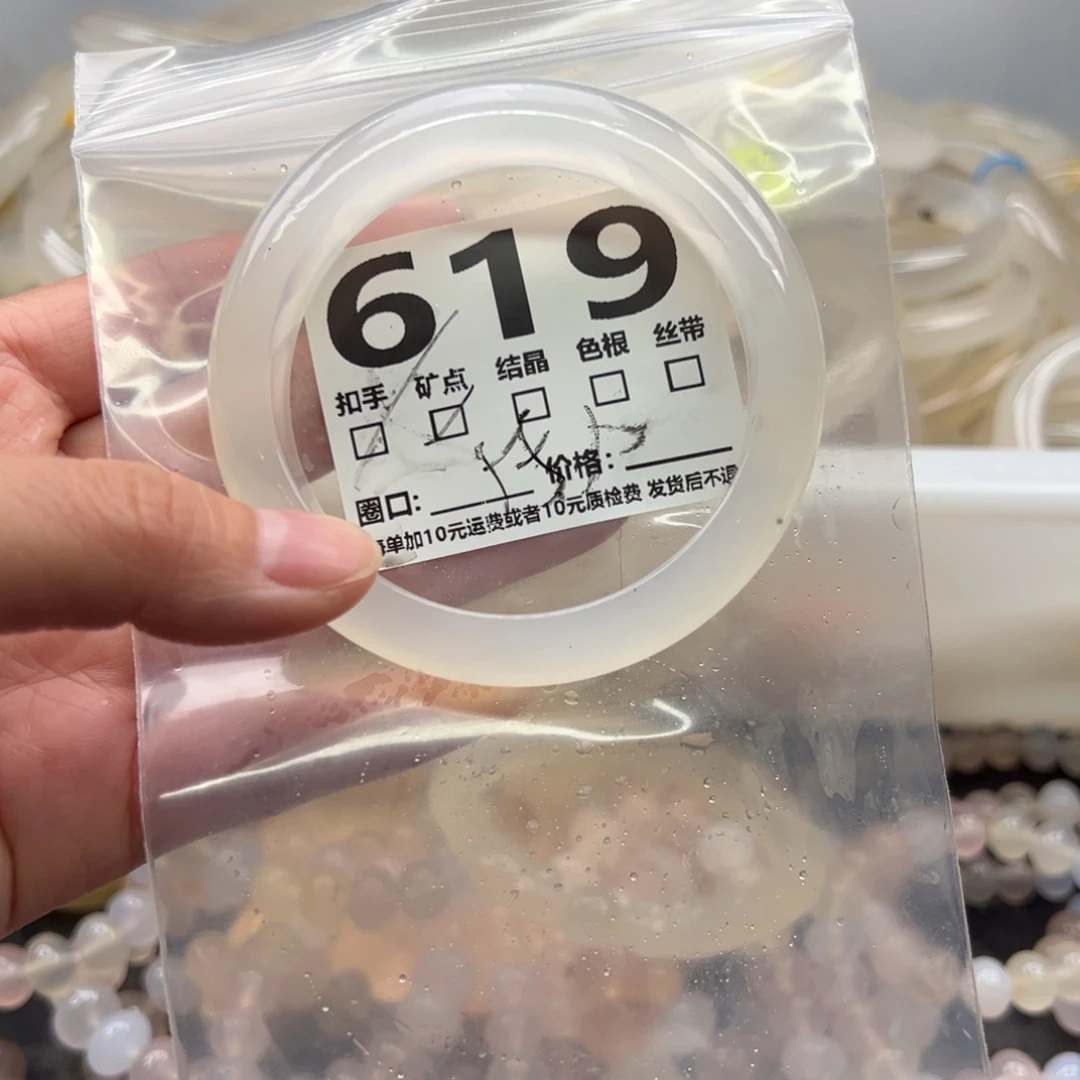 619
扣手 矿点 结晶 色根 丝带
圈口: 价格:
单加10元运费或者10元质检费 发货后不退